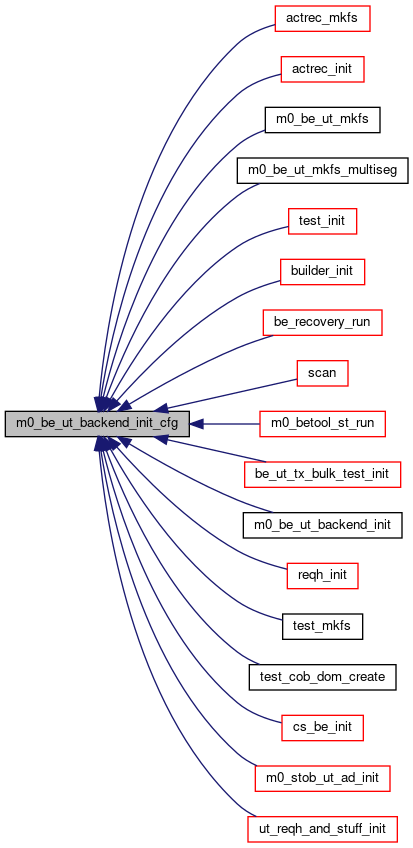 actrec_mkfs
actrec_init
m0_be_ut_mkfs
m0_be_ut_mkfs_multiseg
test_init
builder_init
be_recovery_run
scan
m0_be_ut_backend_init_cfg
m0_betool_st_run
be_ut_tx_bulk_test_init
m0_be_ut_backend_init
reqh_init
test_mkfs
test_cob_dom_create
cs_be_init
m0_stob_ut_ad_init
ut_reqh_and_stuff_init